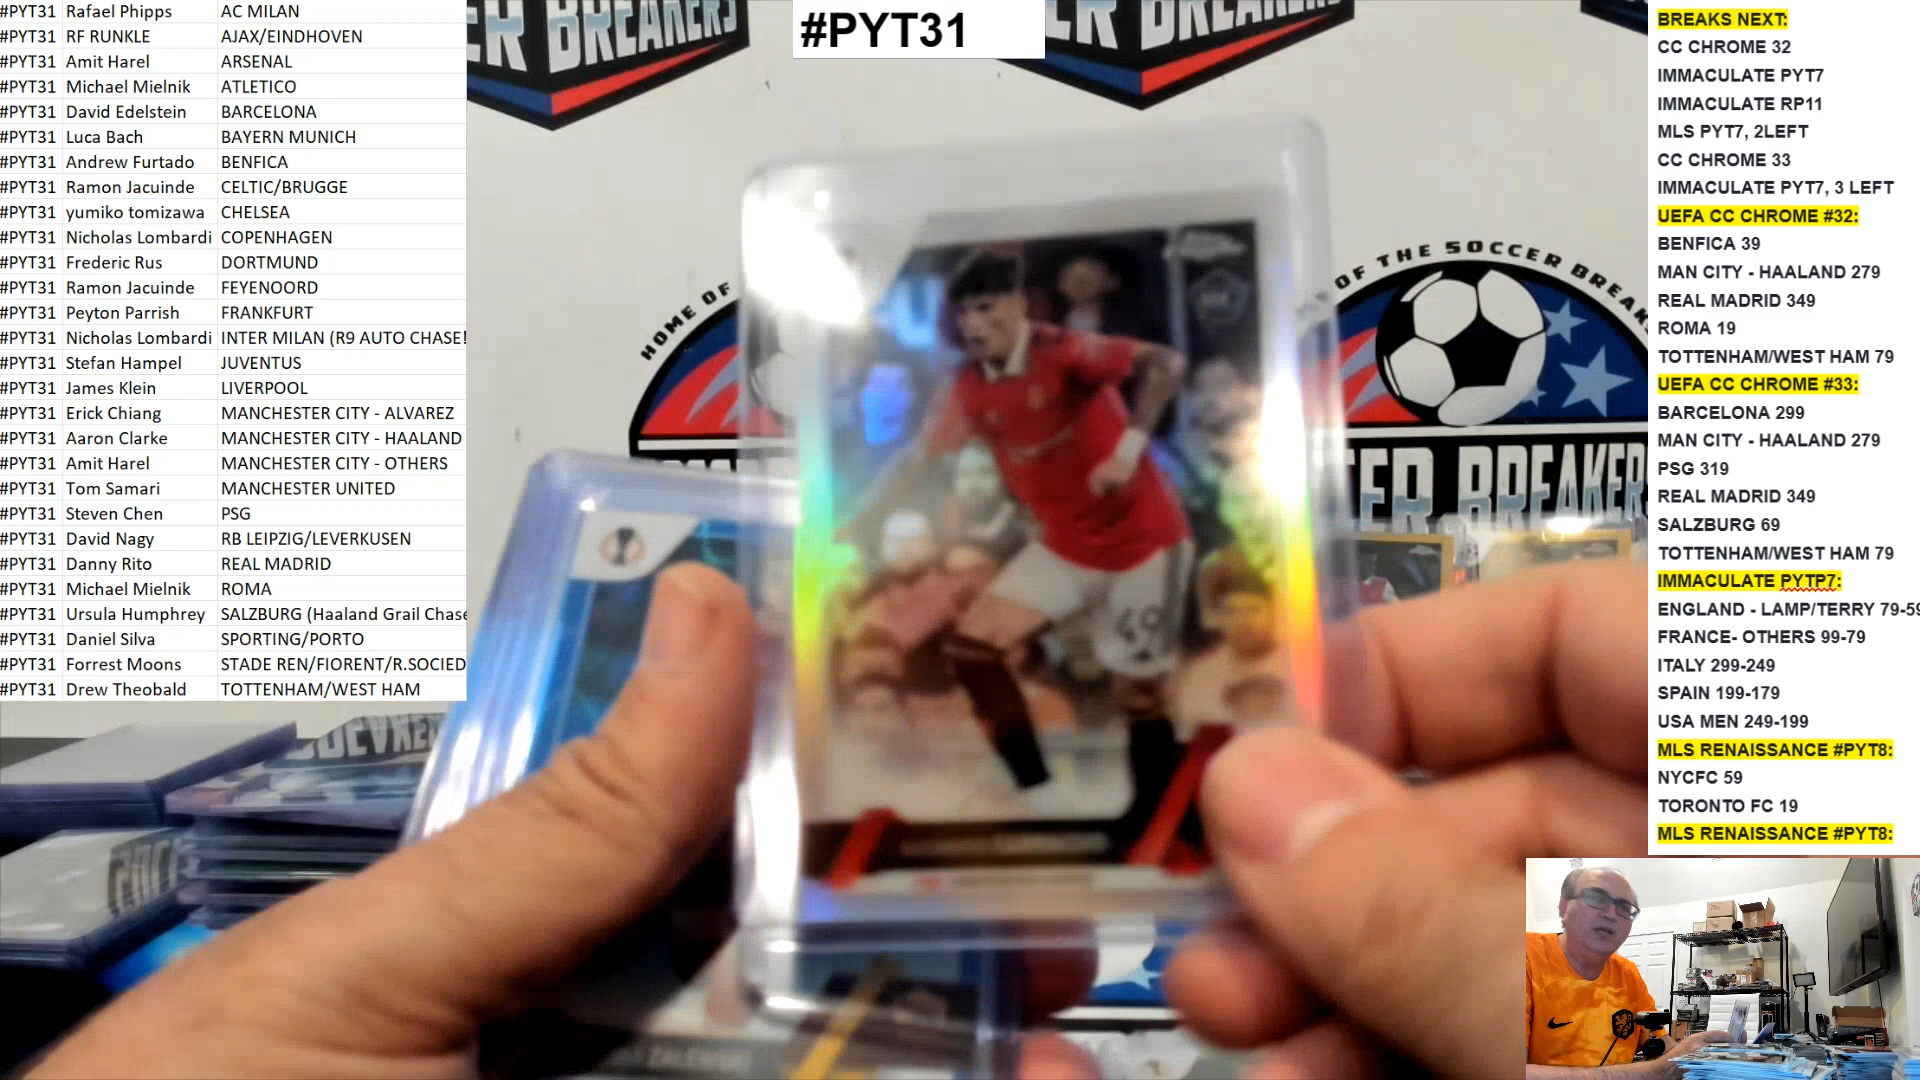 #PYT31 Rafael Phipps AC MILAN
#PYT31 RF RUNKLE AJAX/EINDHOVEN
#PYT31 Amit Harel ARSENAL
#PYT31 Michael Mielnik ATLETICO
#PYT31 David Edelstein BARCELONA
#PYT31 Luca Bach BAYERN MUNICH
#PYT31 Andrew Furtado BENFICA
#PYT31 Ramon Jacuinde CELTIC/BRUGGE
#PYT31 yumiko tomizawa CHELSEA
#PYT31 Nicholas Lombardi COPENHAGEN
#PYT31 Frederic Rus DORTMUND
#PYT31 Ramon Jacuinde FEYENOORD
#PYT31 Peyton Parrish FRANKFURT
#PYT31 Nicholas Lombardi INTER MILAN (R9 AUTO CHASE!
#PYT31 Stefan Hampel JUVENTUS
#PYT31 James Klein LIVERPOOL
#PYT31 Erick Chiang MANCHESTER CITY - ALVAREZ
#PYT31 Aaron Clarke MANCHESTER CITY - HAALAND
#PYT31 Amit Harel MANCHESTER CITY - OTHERS
#PYT31 Tom Samari MANCHESTER UNITED
#PYT31 Steven Chen PSG
#PYT31 David Nagy RB LEIPZIG/LEVERKUSEN
#PYT31 Danny Rito REAL MADRID
#PYT31 Michael Mielnik ROMA
#PYT31 Ursula Humphrey SALZBURG (Haaland Grail Chase
#PYT31 Daniel Silva SPORTING/PORTO
#PYT31 Forrest Moons STADE REN/FIORENT/R.SOCIED
#PYT31 Drew Theobald TOTTENHAM/WEST HAM
#PYT31
ER BREAKERS
HOME OF
OF THE SOCCER BREAK
ER BREAKERS
49
BREAKS NEXT:
CC CHROME 32
IMMACULATE PYT7
IMMACULATE RP11
MLS PYT7, 2LEFT
CC CHROME 33
IMMACULATE PYT7, 3 LEFT
UEFA CC CHROME #32:
BENFICA 39
MAN CITY - HAALAND 279
REAL MADRID 349
ROMA 19
TOTTENHAM/WEST HAM 79
UEFA CC CHROME #33:
BARCELONA 299
MAN CITY - HAALAND 279
PSG 319
REAL MADRID 349
SALZBURG 69
TOTTENHAM/WEST HAM 79
IMMACULATE PYTP7:
ENGLAND - LAMP/TERRY 79-59
FRANCE- OTHERS 99-79
ITALY 299-249
SPAIN 199-179
USA MEN 249-199
MLS RENAISSANCE #PYT8:
NYCFC 59
TORONTO FC 19
MLS RENAISSANCE #PYT8: